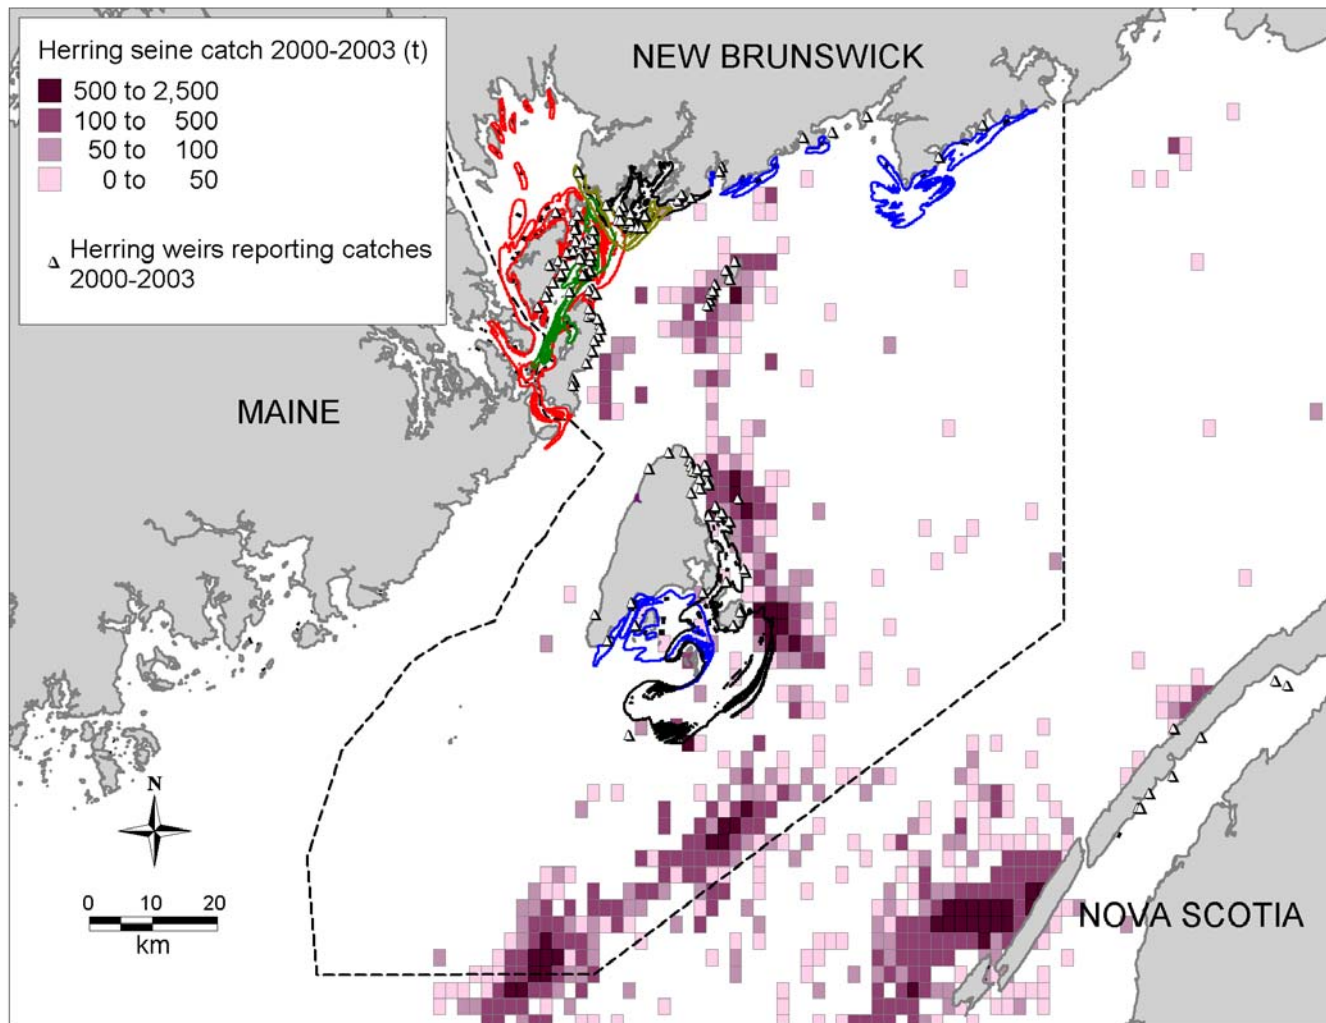 Herring seine catch 2000-2003 (t)
500 to 2,500
100 to 500
50 to 100
0 to 50
Herring weirs reporting catches
2000-2003
NEW BRUNSWICK
MAINE
N
0 10 20
km
NOVA SCOTIA